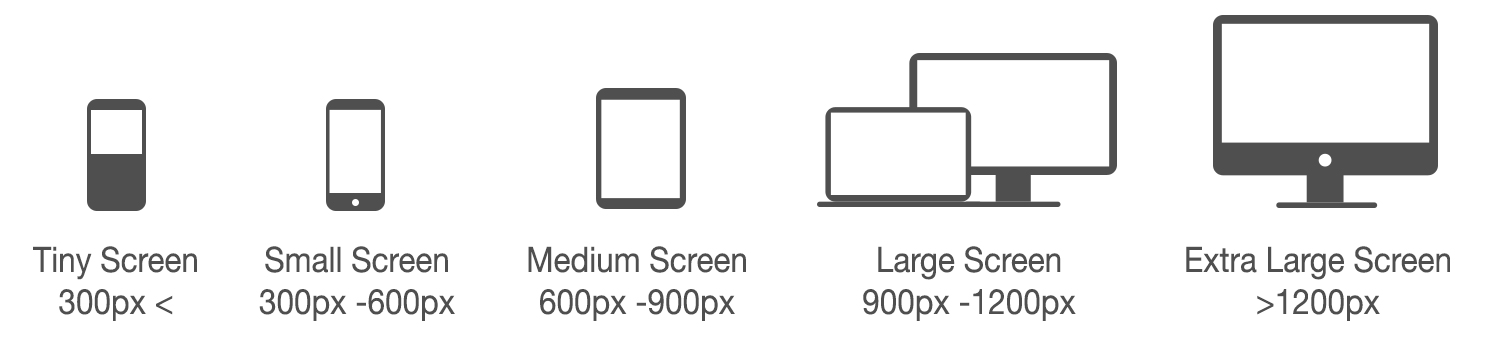 Tiny Screen
300px <
Small Screen
300px -600px
Medium Screen
600px -900px
Large Screen
900px -1200px
Extra Large Screen
>1200px